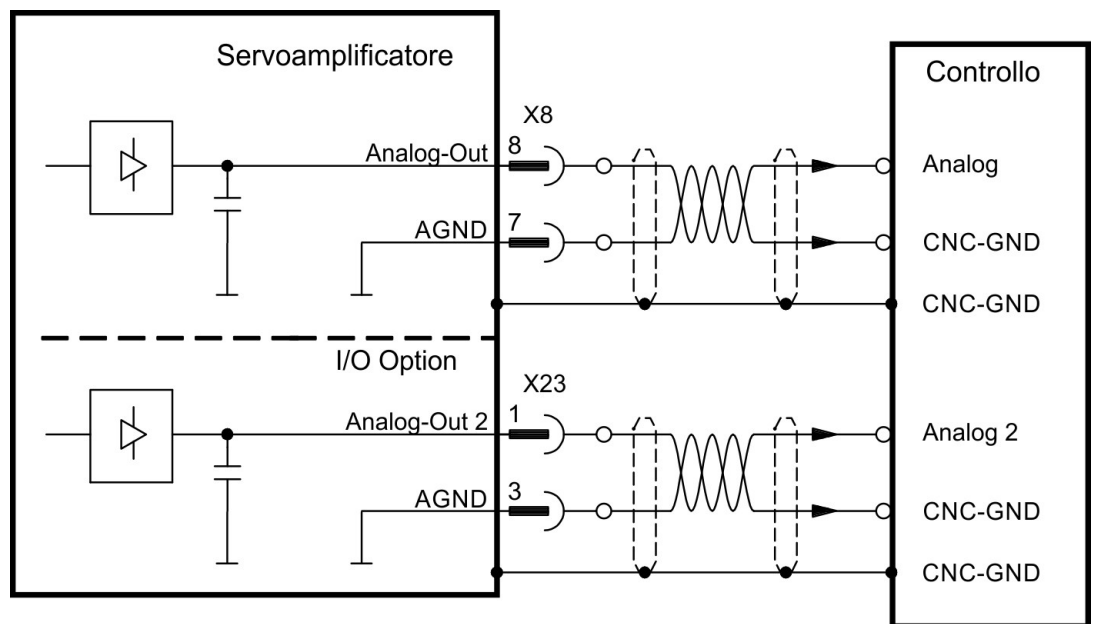 Servoamplificatore
Controllo
X8
Analog-Out
8
Analog
AGND
7
CNC-GND
CNC-GND
I/O Option
X23
Analog-Out 2
1
Analog 2
AGND
3
CNC-GND
CNC-GND